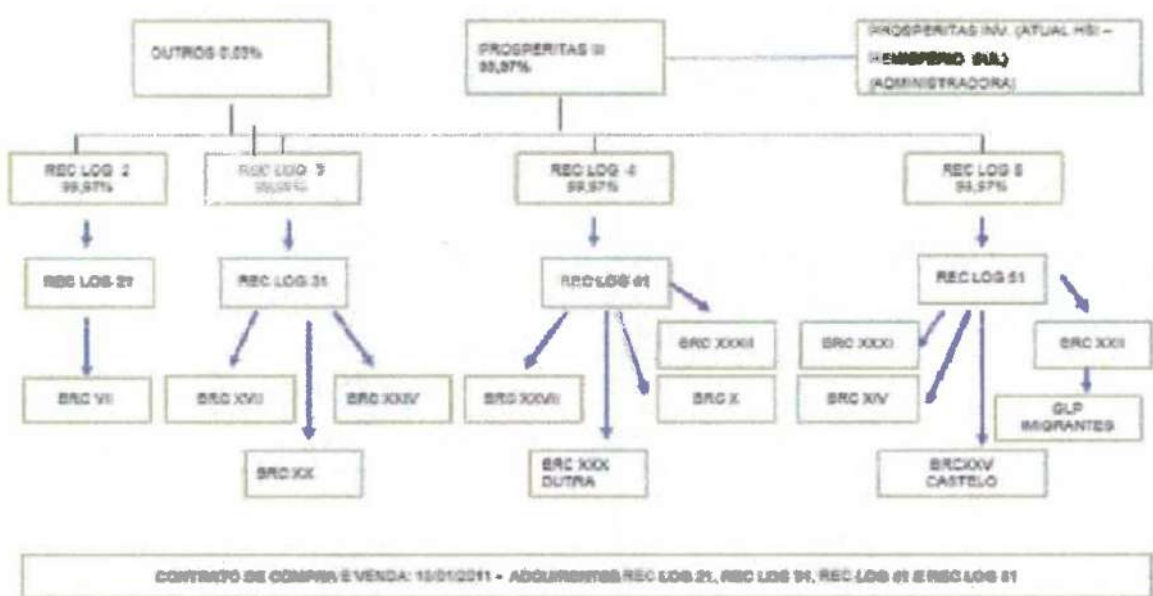 OUTROS 0,03%
PROSPERITAS III
99,97%
PROSPERITAS INV. (ATUAL HSI –
HEMISFÉRIO SUL)
(ADMINISTRADORA)
REC LOG 2
99,97%
REC LOG 3
REC LOG 4
99,97%
REC LOG 5
99,97%
REC LOG 21
REC LOG 31
REC LOG 41
REC LOG 51
BRC XXXII
BRC XXXI
BRC XXII
BRC VII
BRC XVII
BRC XXIV
BRC XXVII
BRC X
BRC XIV
GLP
IMIGRANTES
BRC XX
BRC XXX
DUTRA
BRCXXV
CASTELO
CONTRATO DE COMPRA E VENDA: /01/2011 - ADQUIRENTES REC LOG 21, REC LOG 31, REC LOG 41 E REC LOG 51